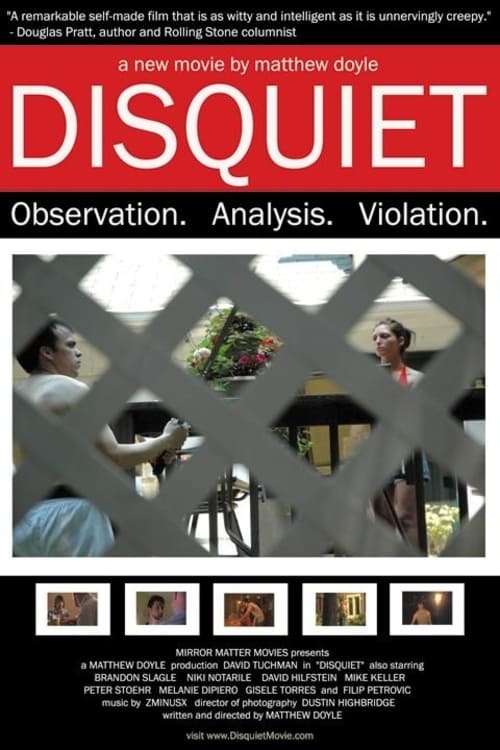 "A remarkable self-made film that is as witty and intelligent as it is unnervingly creepy."
- Douglas Pratt, author and Rolling Stone columnist
a new movie by matthew doyle
DISQUIET
Observation. Analysis. Violation.
MIRROR MATTER MOVIES presents
a MATTHEW DOYLE production DAVID TUCHMAN in "DISQUIET" also starring
BRANDON SLAGLE NIKI NOTARILE DAVID HILFSTEIN MIKE KELLER
PETER STOEHR MELANIE DIPIERO GISELE TORRES and FILIP PETROVIC
music by ZMINUSX director of photography DUSTIN HIGHBRIDGE
written and directed by MATTHEW DOYLE
visit www.DisquietMovie.com